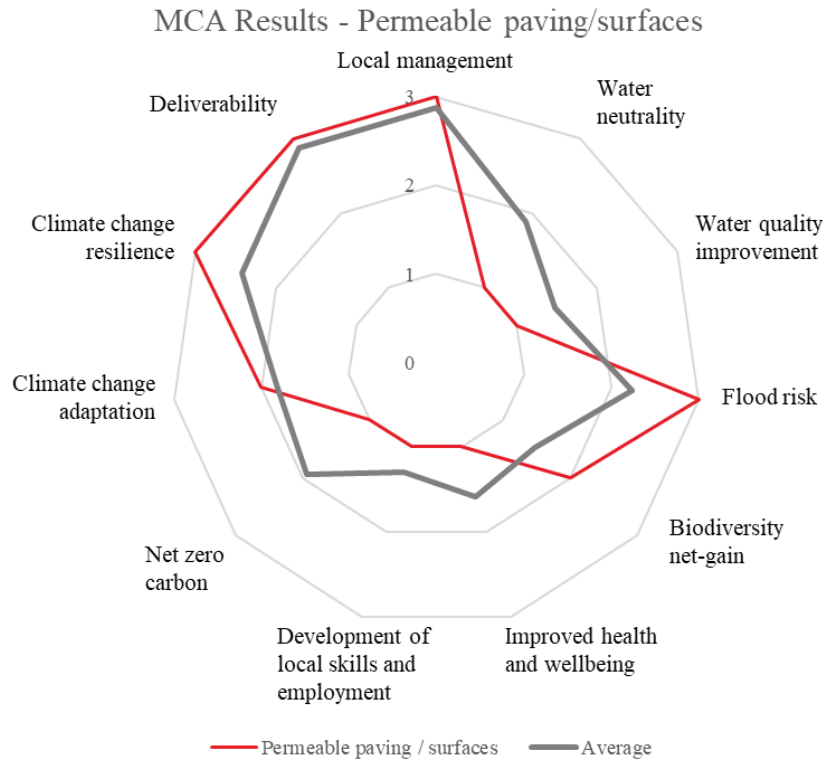 MCA Results - Permeable paving/surfaces
Local management
Deliverability
Water
neutrality
Climate change
resilience
Water quality
improvement
3
2
1
0
Climate change
adaptation
Flood risk
Net zero
carbon
Biodiversity
net-gain
Development of
local skills and
employment
Improved health
and wellbeing
Permeable paving / surfaces
Average